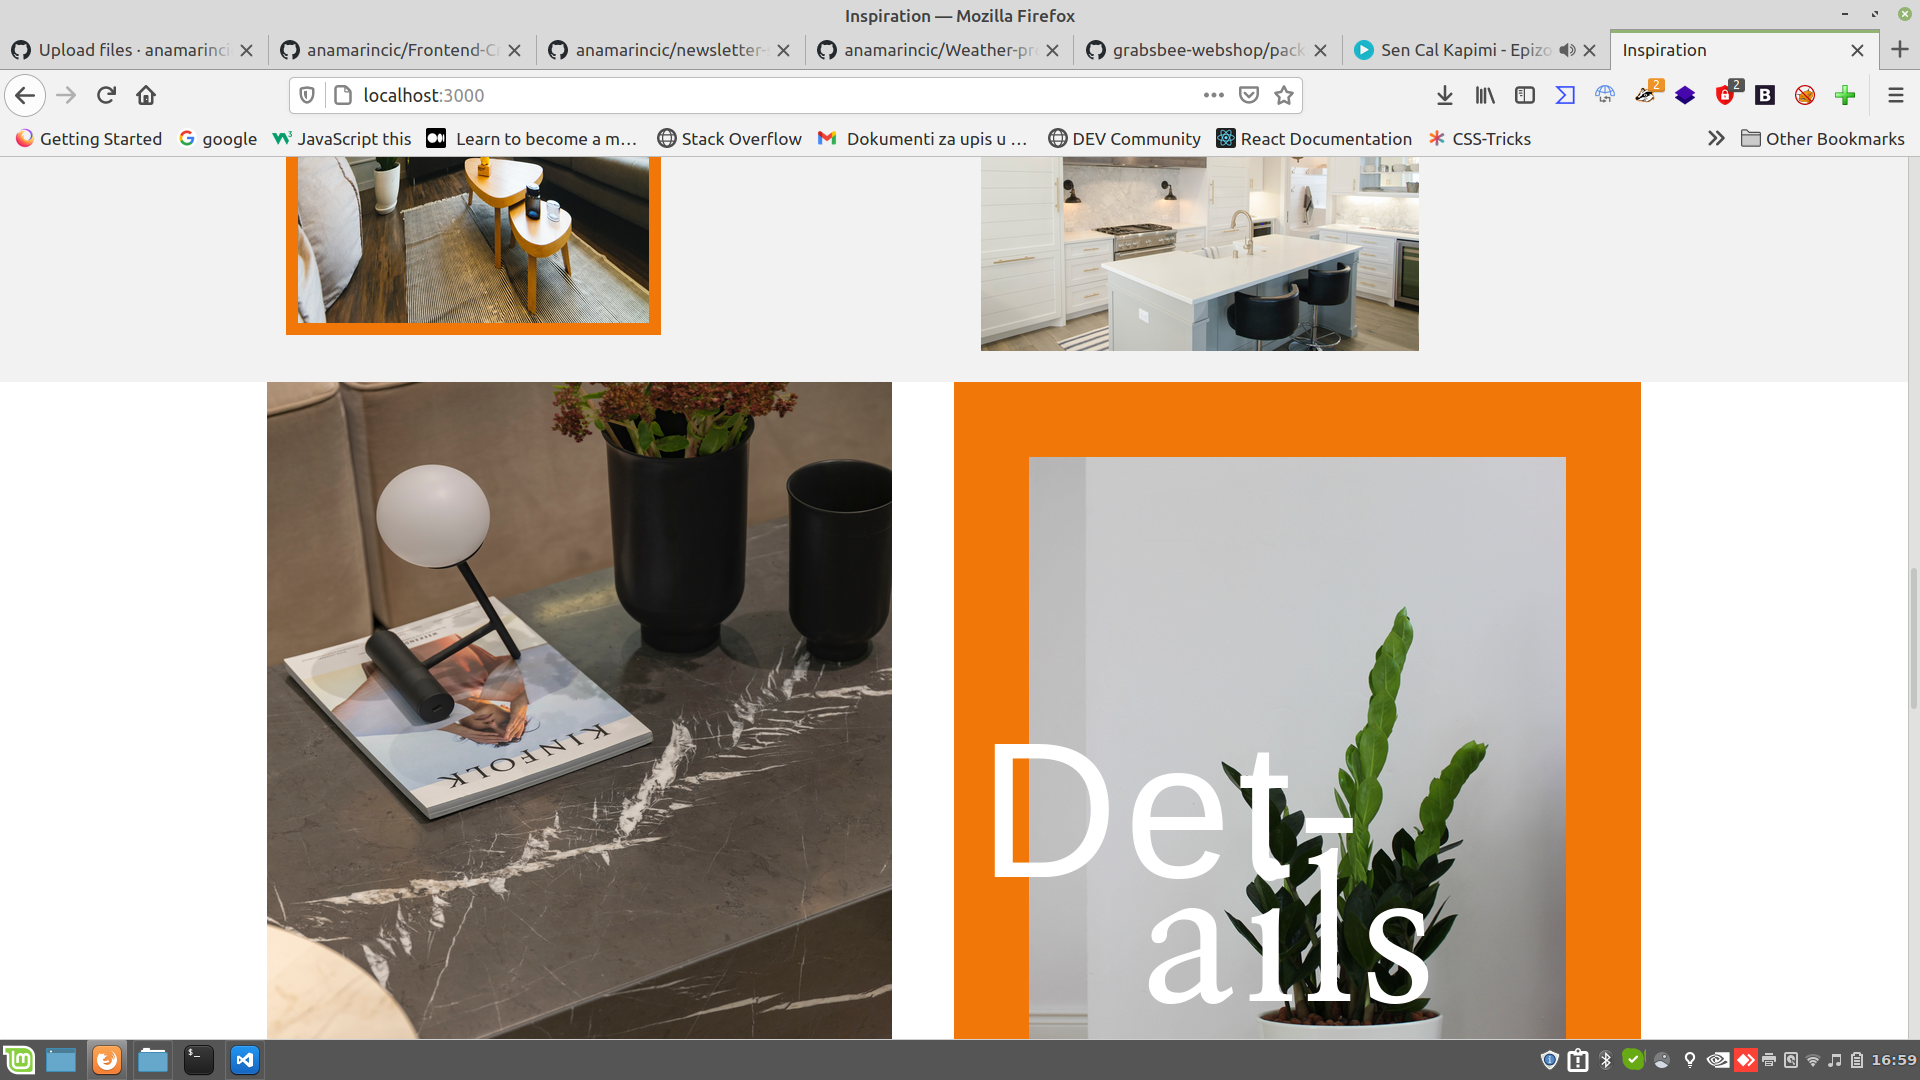 Inspiration — Mozilla Firefox
Upload files · anamarinci
anamarincic/Frontend-C
anamarincic/newsletter-
anamarincic/Weather-pr
grabsbee-webshop/pack
Sen Cal Kapimi - Epizo
Inspiration
localhost:3000
2
2
B
Getting Started
google
JavaScript this
Learn to become a m…
Stack Overflow
Dokumenti za upis u …
DEV Community
React Documentation
CSS-Tricks
Other Bookmarks
KINFOLK
Det-
ails
16:59